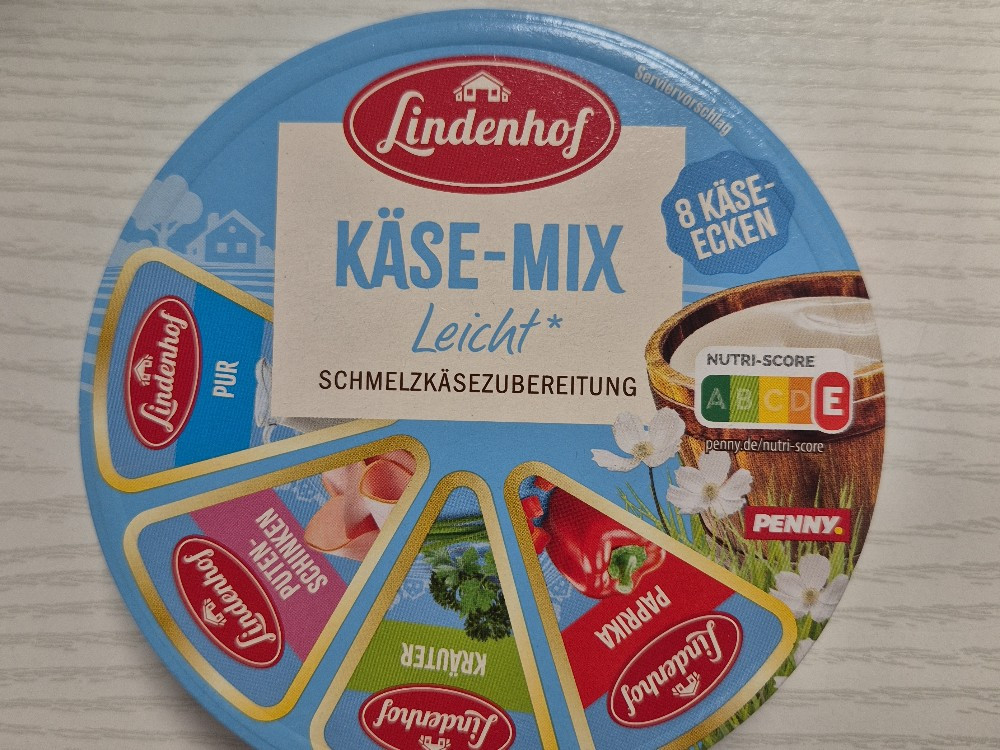 Serviervorschlag
Lindenhof
KÄSE-MIX
Leicht*
SCHMELZKÄSEZUBEREITUNG
8 KÄSE-
ECKEN
NUTRI-SCORE
A B C D E
penny.de/nutri-score
PENNY.
Lindenhof
PUR
PUTEN-
SCHINKEN
Lindenhof
KRÄUTER
Lindenhof
PAPRIKA
Lindenhof